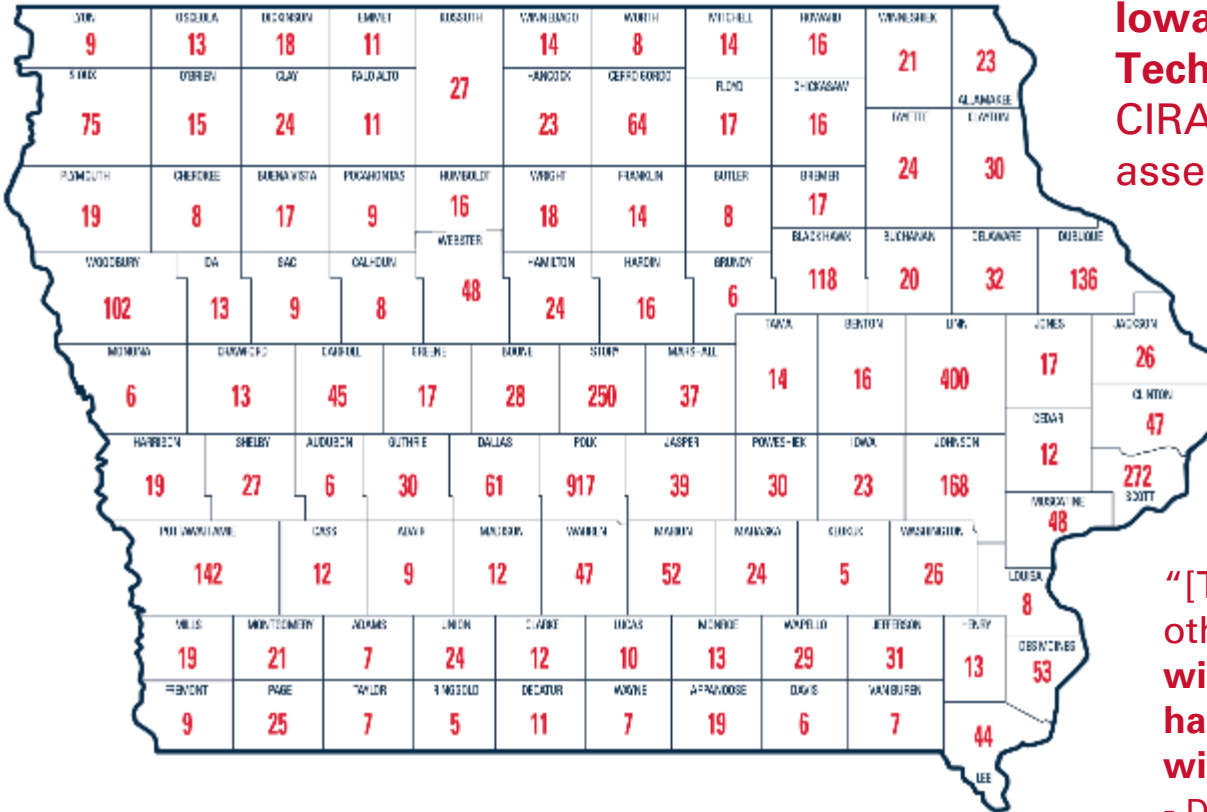 LYON OSCEOLA DICKINSON EMMET KOSSUTH WINNEBAGO WORTH MITCHELL HOWARD WINNESHIEK
9 13 18 11 27 14 8 14 16 21 23
ALLAMAKEE
SIOUX O'BRIEN CLAY PALO ALTO HANCOCK CERRO GORDO FLOYD CHICKASAW FAYETTE CLAYTON
75 15 24 11 23 64 17 16 24 30
PLYMOUTH CHEROKEE BUENA VISTA POCAHONTAS HUMBOLDT WRIGHT FRANKLIN BUTLER BREMER
19 8 17 9 16 18 14 8 17
WOODBURY IDA SAC CALHOUN WEBSTER HAMILTON HARDIN GRUNDY BLACK HAWK BUCHANAN DELAWARE DUBUQUE
102 13 9 8 48 24 16 6 118 20 32 136
MONONA CRAWFORD CARROLL GREENE BOONE STORY MARSHALL TAMA BENTON LINN JONES JACKSON
6 13 45 17 28 250 37 14 16 400 17 26
CLINTON
47
HARRISON SHELBY AUDUBON GUTHRIE DALLAS POLK JASPER POWESHIEK IOWA JOHNSON CEDAR
19 27 6 30 61 917 39 30 23 168 12
272
SCOTT
MUSCATINE
48
POTTAWATTAMIE CASS ADAIR MADISON WARREN MARION MAHASKA KEOKUK WASHINGTON LOUISA
142 12 9 12 47 52 24 5 26 8
MILLS MONTGOMERY ADAMS UNION CLARKE LUCAS MONROE WAPELLO JEFFERSON HENRY DES MOINES
19 21 7 24 12 10 13 29 31 13 53
FREMONT PAGE TAYLOR RINGGOLD DECATUR WAYNE APPANOOSE DAVIS VAN BUREN
9 25 7 5 11 7 19 6 7 44
LEE
Iowa
Tech
CIRA
asse
"[T
oth
wi
ha
wi
- D